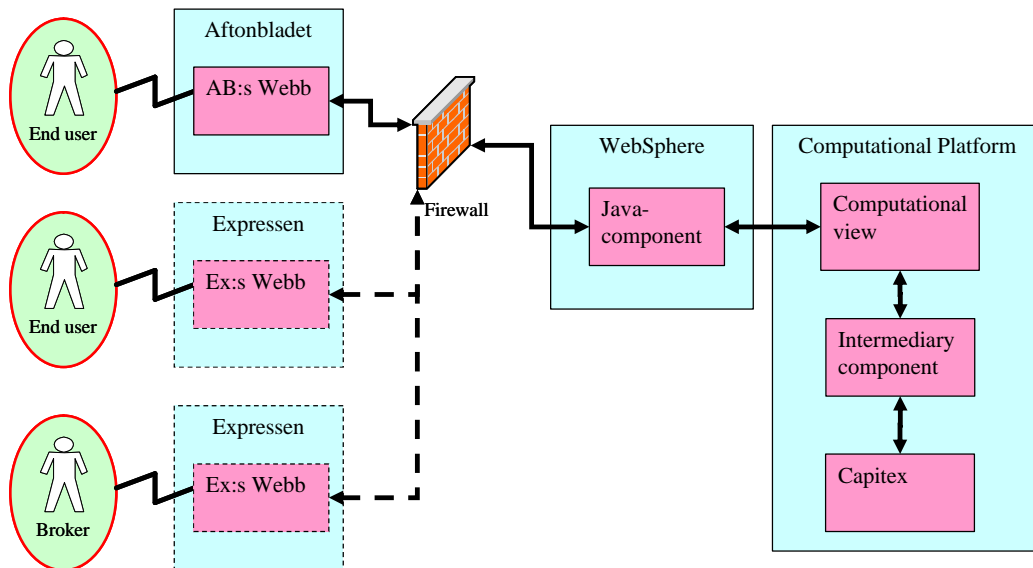 Aftonbladet
AB:s Webb
End user
Firewall
WebSphere
Java-
component
Computational Platform
Computational
view
Intermediary
component
Capitex
Expressen
Ex:s Webb
End user
Expressen
Ex:s Webb
Broker